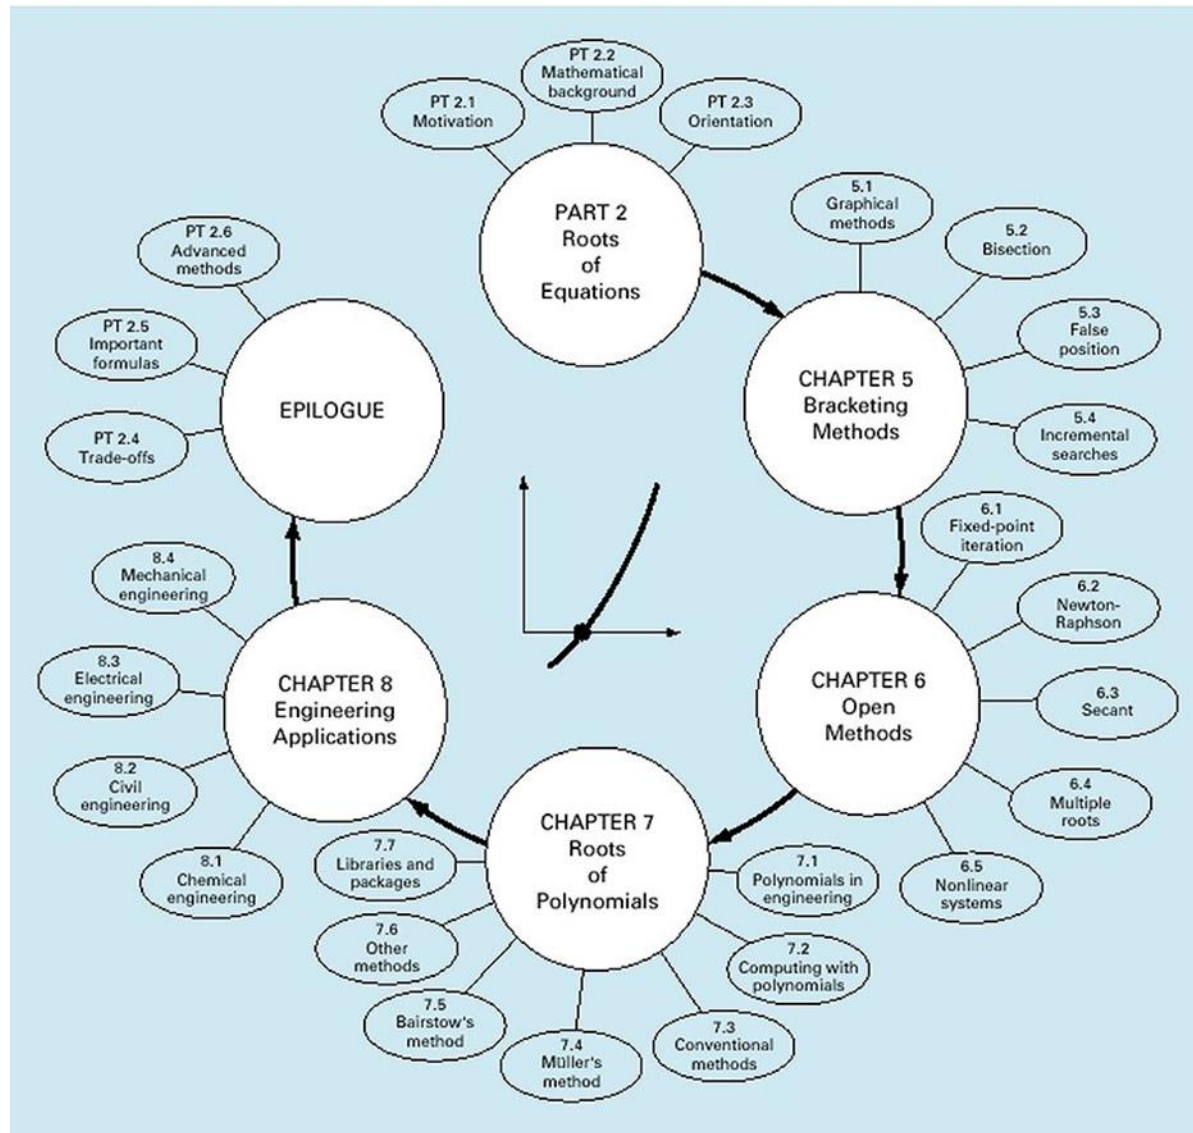 PT 2.1
Motivation
PT 2.2
Mathematical
background
PT 2.3
Orientation
PART 2
Roots
of
Equations
5.1
Graphical
methods
5.2
Bisection
5.3
False
position
5.4
Incremental
searches
CHAPTER 5
Bracketing
Methods
6.1
Fixed-point
iteration
6.2
Newton-
Raphson
6.3
Secant
6.4
Multiple
roots
6.5
Nonlinear
systems
CHAPTER 6
Open
Methods
7.1
Polynomials in
engineering
7.2
Computing with
polynomials
7.3
Conventional
methods
7.4
Müller's
method
7.5
Bairstow's
method
7.6
Other
methods
7.7
Libraries and
packages
CHAPTER 7
Roots
of
Polynomials
8.1
Chemical
engineering
8.2
Civil
engineering
8.3
Electrical
engineering
8.4
Mechanical
engineering
CHAPTER 8
Engineering
Applications
PT 2.4
Trade-offs
PT 2.5
Important
formulas
PT 2.6
Advanced
methods
EPILOGUE